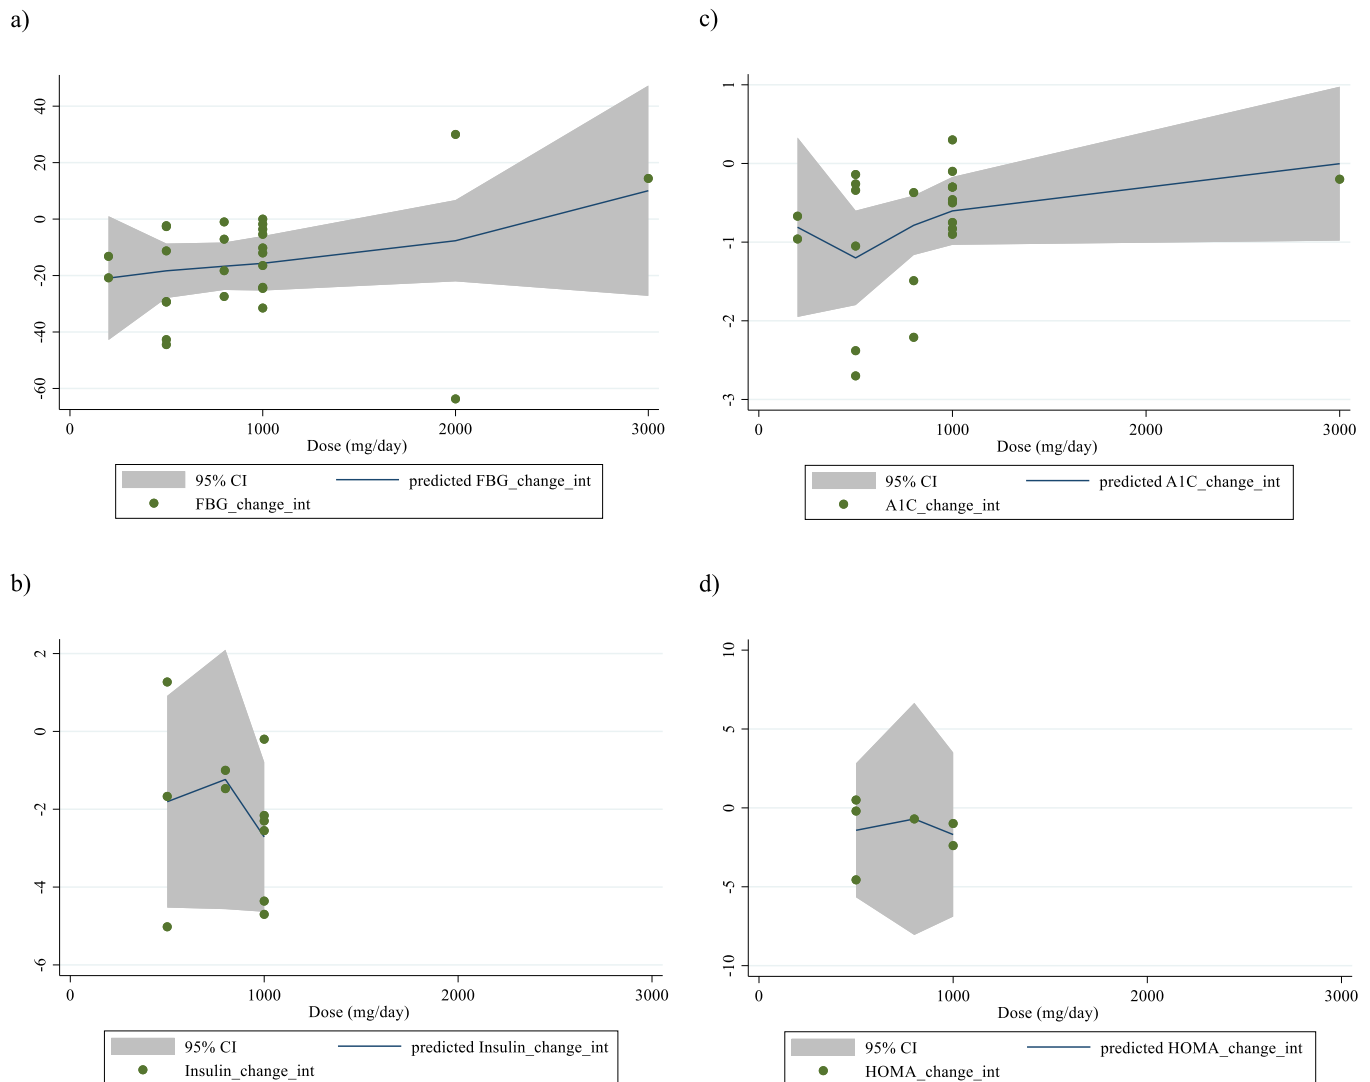 a)
40
20
0
-20
-40
-60
0 1000 2000 3000
Dose (mg/day)
95% CI predicted FBG_change_int
FBG_change_int
c)
1
0
-1
-2
-3
0 1000 2000 3000
Dose (mg/day)
95% CI predicted A1C_change_int
A1C_change_int
b)
2
0
-2
-4
-6
0 1000 2000 3000
Dose (mg/day)
95% CI predicted Insulin_change_int
Insulin_change_int
d)
10
5
0
-5
-10
0 1000 2000 3000
Dose (mg/day)
95% CI predicted HOMA_change_int
HOMA_change_int